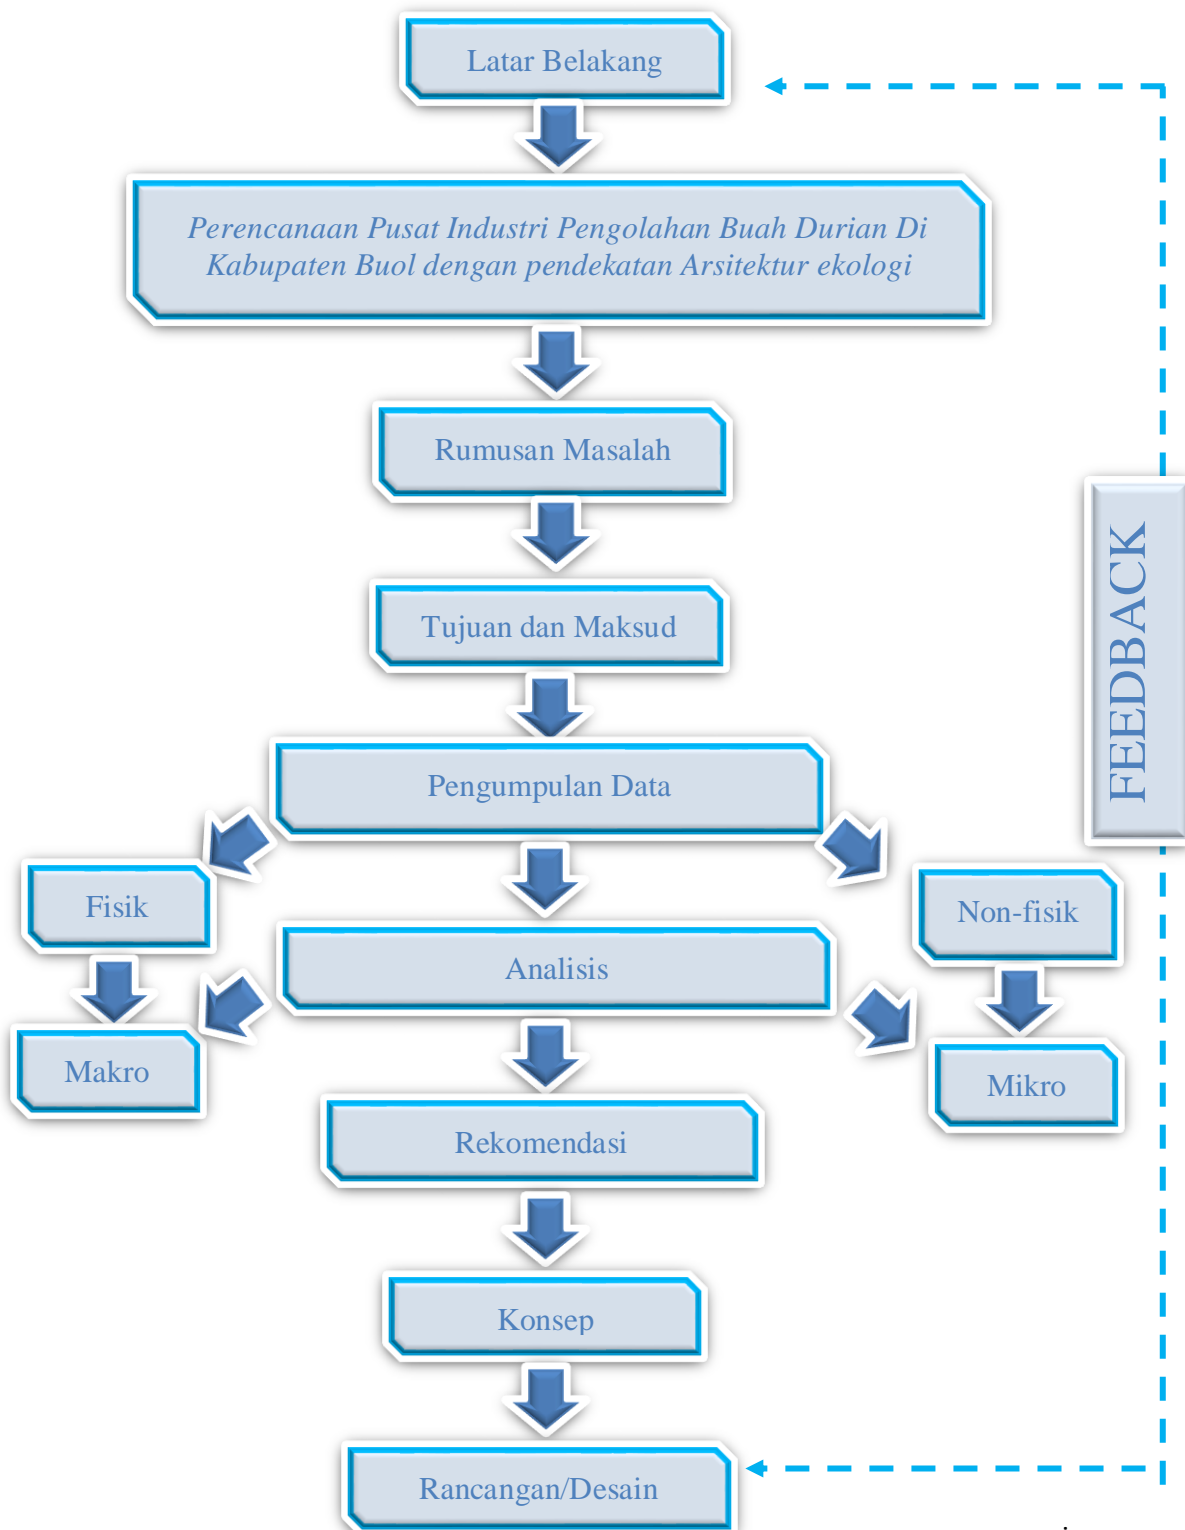 Latar Belakang
Perencanaan Pusat Industri Pengolahan Buah Durian Di
Kabupaten Buol dengan pendekatan Arsitektur ekologi
Rumusan Masalah
Tujuan dan Maksud
FEEDBACK
Pengumpulan Data
Fisik
Non-fisik
Analisis
Makro
Mikro
Rekomendasi
Konsep
Rancangan/Desain